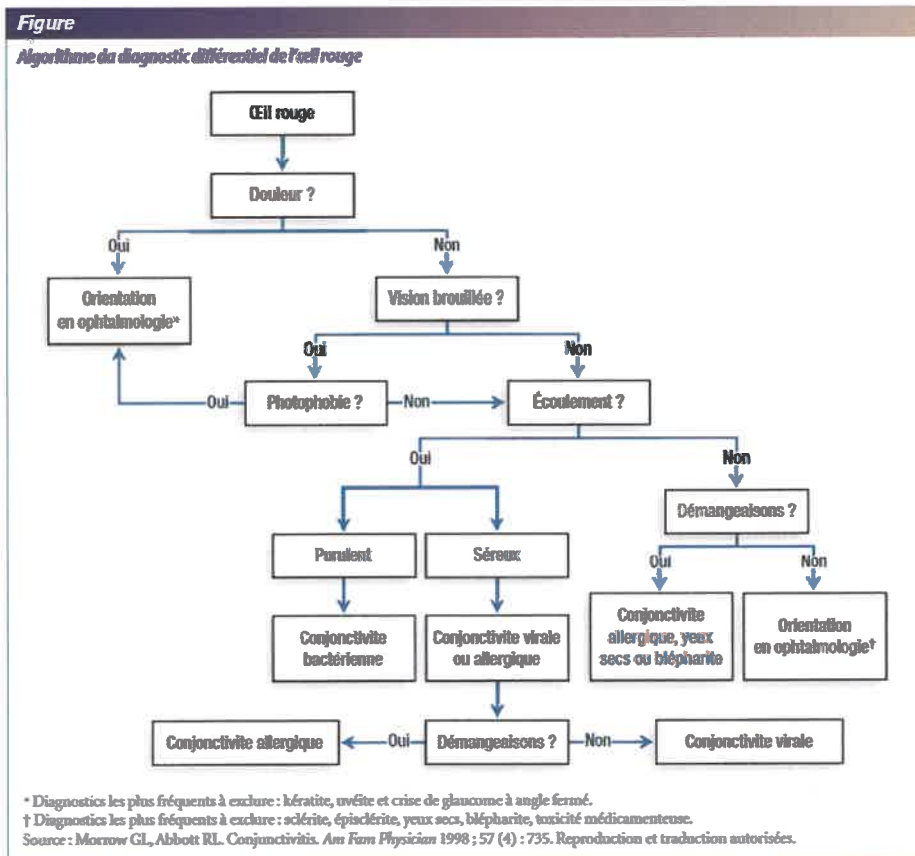 Figure
Algorithme du diagnostic différentiel de l'œil rouge
Œil rouge
Douleur ?
Oui
Non
Orientation
en ophtalmologie*
Vision brouillée ?
Oui
Non
Oui
Photophobie ?
Non
Écoulement ?
Oui
Non
Démangeaisons ?
Purulent
Séreux
Oui
Non
Conjonctivite
bactérienne
Conjonctivite virale
ou allergique
Conjonctivite
allergique, yeux
secs ou blépharite
Orientation
en ophtalmologie†
Conjonctivite allergique
Oui
Démangeaisons ?
Non
Conjonctivite virale
* Diagnostics les plus fréquents à exclure : kératite, uvéite et crise de glaucome à angle fermé.
† Diagnostics les plus fréquents à exclure : sclérite, épisclérite, yeux secs, blépharite, toxicité médicamenteuse.
Source : Morrow GL, Abbott RL. Conjunctivitis. Am Fam Physician 1998 ; 57 (4) : 735. Reproduction et traduction autorisées.